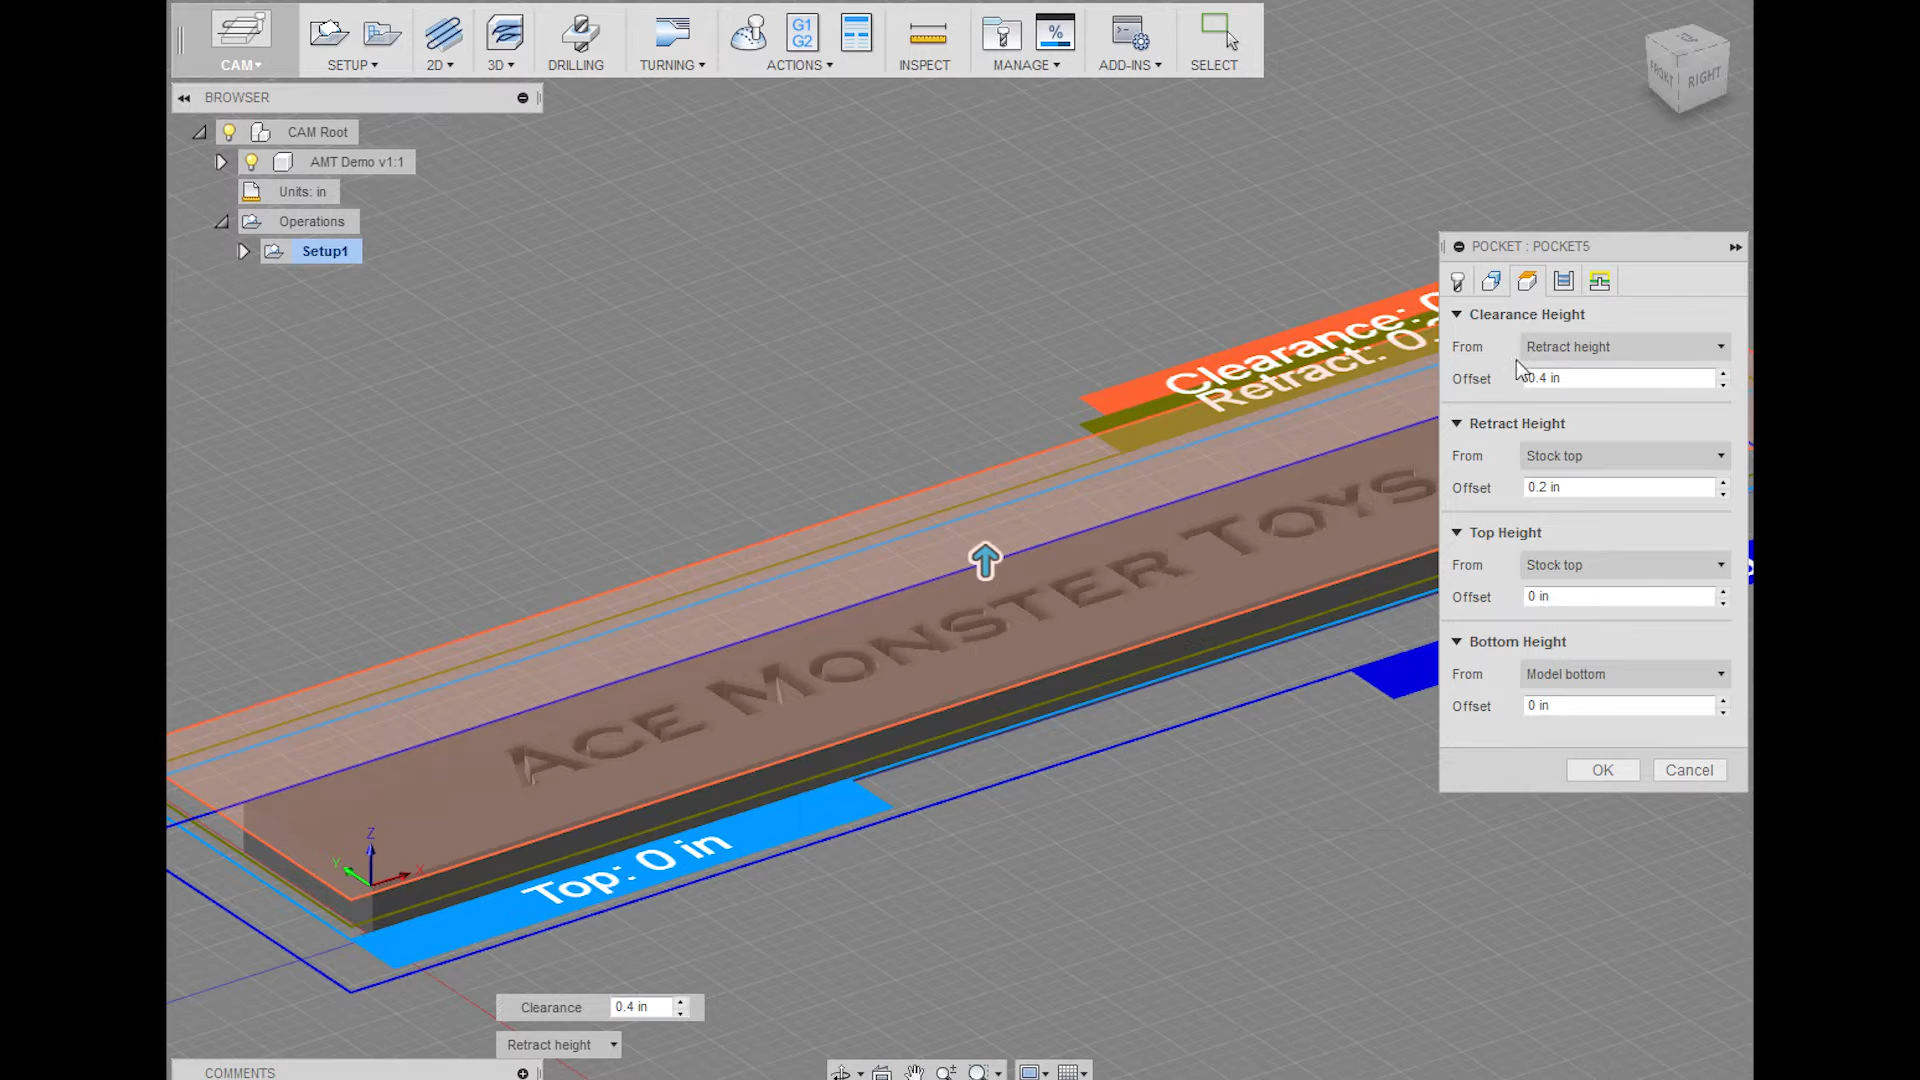 CAM▾
SETUP ▾
2D ▾
3D ▾
DRILLING
TURNING ▾
G1
G2
ACTIONS ▾
INSPECT
%
MANAGE ▾
ADD-INS ▾
SELECT
FRONT
RIGHT
BROWSER
CAM Root
AMT Demo v1:1
Units: in
Operations
Setup1
Clearance:
Retract: 0.
ACE MONSTER TOYS
Top: 0 in
Z
Y
X
POCKET : POCKET5
Clearance Height
From Retract height
Offset 0.4 in
Retract Height
From Stock top
Offset 0.2 in
Top Height
From Stock top
Offset 0 in
Bottom Height
From Model bottom
Offset 0 in
OK Cancel
Clearance 0.4 in
Retract height
COMMENTS